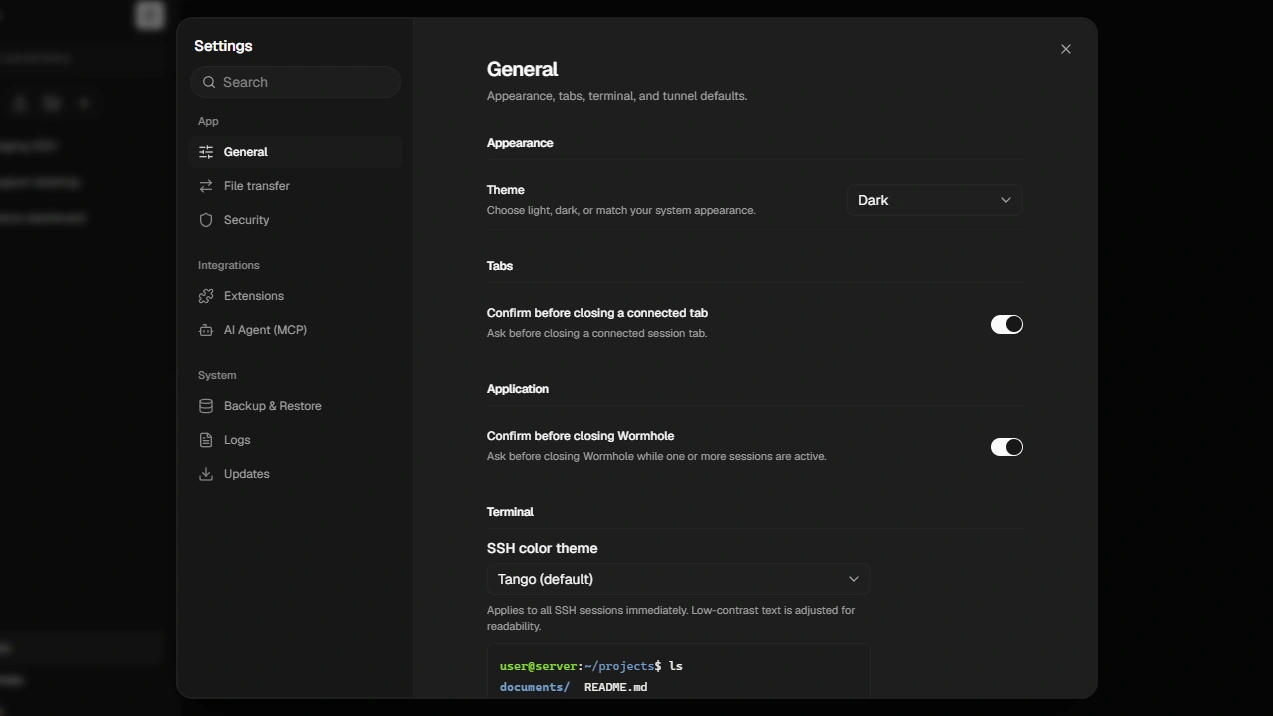 Settings
Search
App
General
File transfer
Security
Integrations
Extensions
AI Agent (MCP)
System
Backup & Restore
Logs
Updates
General
Appearance, tabs, terminal, and tunnel defaults.
Appearance
Theme
Choose light, dark, or match your system appearance.
Dark
Tabs
Confirm before closing a connected tab
Ask before closing a connected session tab.
Application
Confirm before closing Wormhole
Ask before closing Wormhole while one or more sessions are active.
Terminal
SSH color theme
Tango (default)
Applies to all SSH sessions immediately. Low-contrast text is adjusted for
readability.
user@server:~/projects$ ls
documents/  README.md